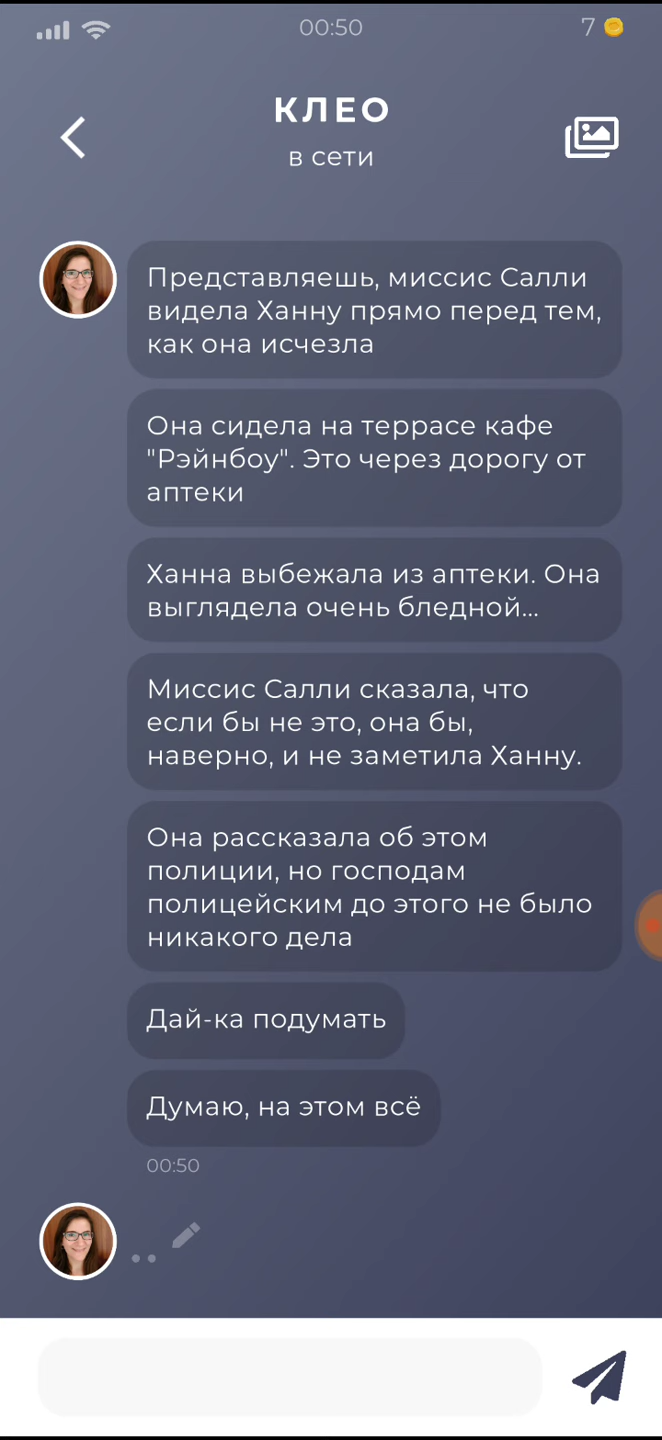 00:50
7
КЛЕО
в сети
Представляешь, миссис Салли
видела Ханну прямо перед тем,
как она исчезла
Она сидела на террасе кафе
"Рэйнбоу". Это через дорогу от
аптеки
Ханна выбежала из аптеки. Она
выглядела очень бледной...
Миссис Салли сказала, что
если бы не это, она бы,
наверно, и не заметила Ханну.
Она рассказала об этом
полиции, но господам
полицейским до этого не было
никакого дела
Дай-ка подумать
Думаю, на этом всё
00:50